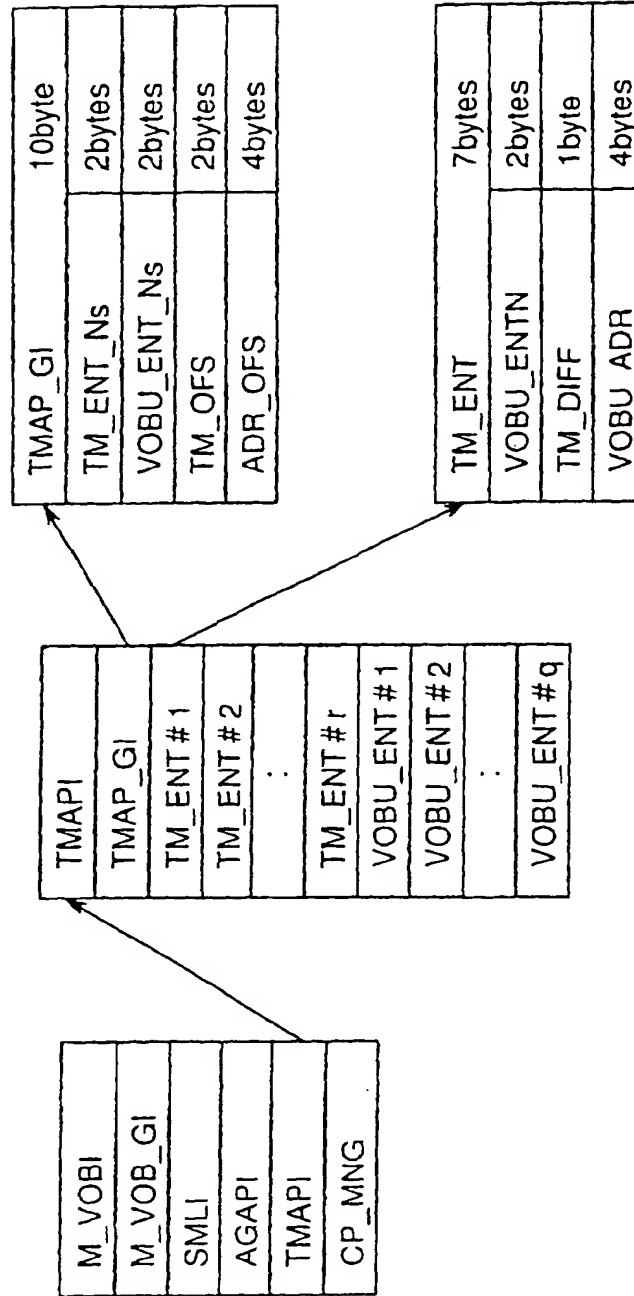 M_VOBI
M_VOB_GI
SMLI
AGAPI
TMAPI
CP_MNG
TMAPI
TMAP_GI
TM_ENT#1
TM_ENT#2
:
TM_ENT#r
VOBU_ENT#1
VOBU_ENT#2
:
VOBU_ENT#q
TMAP_GI 10byte
TM_ENT_Ns 2bytes
VOBU_ENT_Ns 2bytes
TM_OFS 2bytes
ADR_OFS 4bytes
TM_ENT 7bytes
VOBU_ENTN 2bytes
TM_DIFF 1byte
VOBU_ADR 4bytes